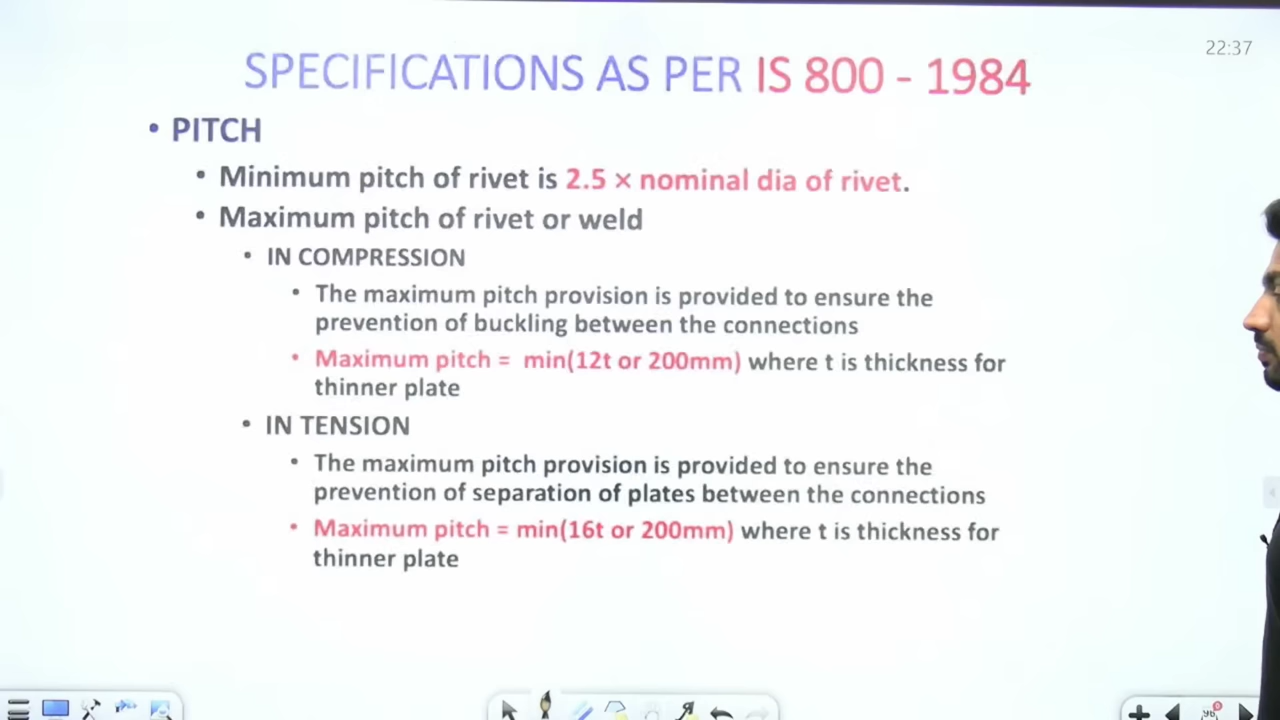 22:37
SPECIFICATIONS AS PER IS 800 - 1984
• PITCH
• Minimum pitch of rivet is 2.5 × nominal dia of rivet.
• Maximum pitch of rivet or weld
• IN COMPRESSION
• The maximum pitch provision is provided to ensure the
prevention of buckling between the connections
• Maximum pitch = min(12t or 200mm) where t is thickness for
thinner plate
• IN TENSION
• The maximum pitch provision is provided to ensure the
prevention of separation of plates between the connections
• Maximum pitch = min(16t or 200mm) where t is thickness for
thinner plate